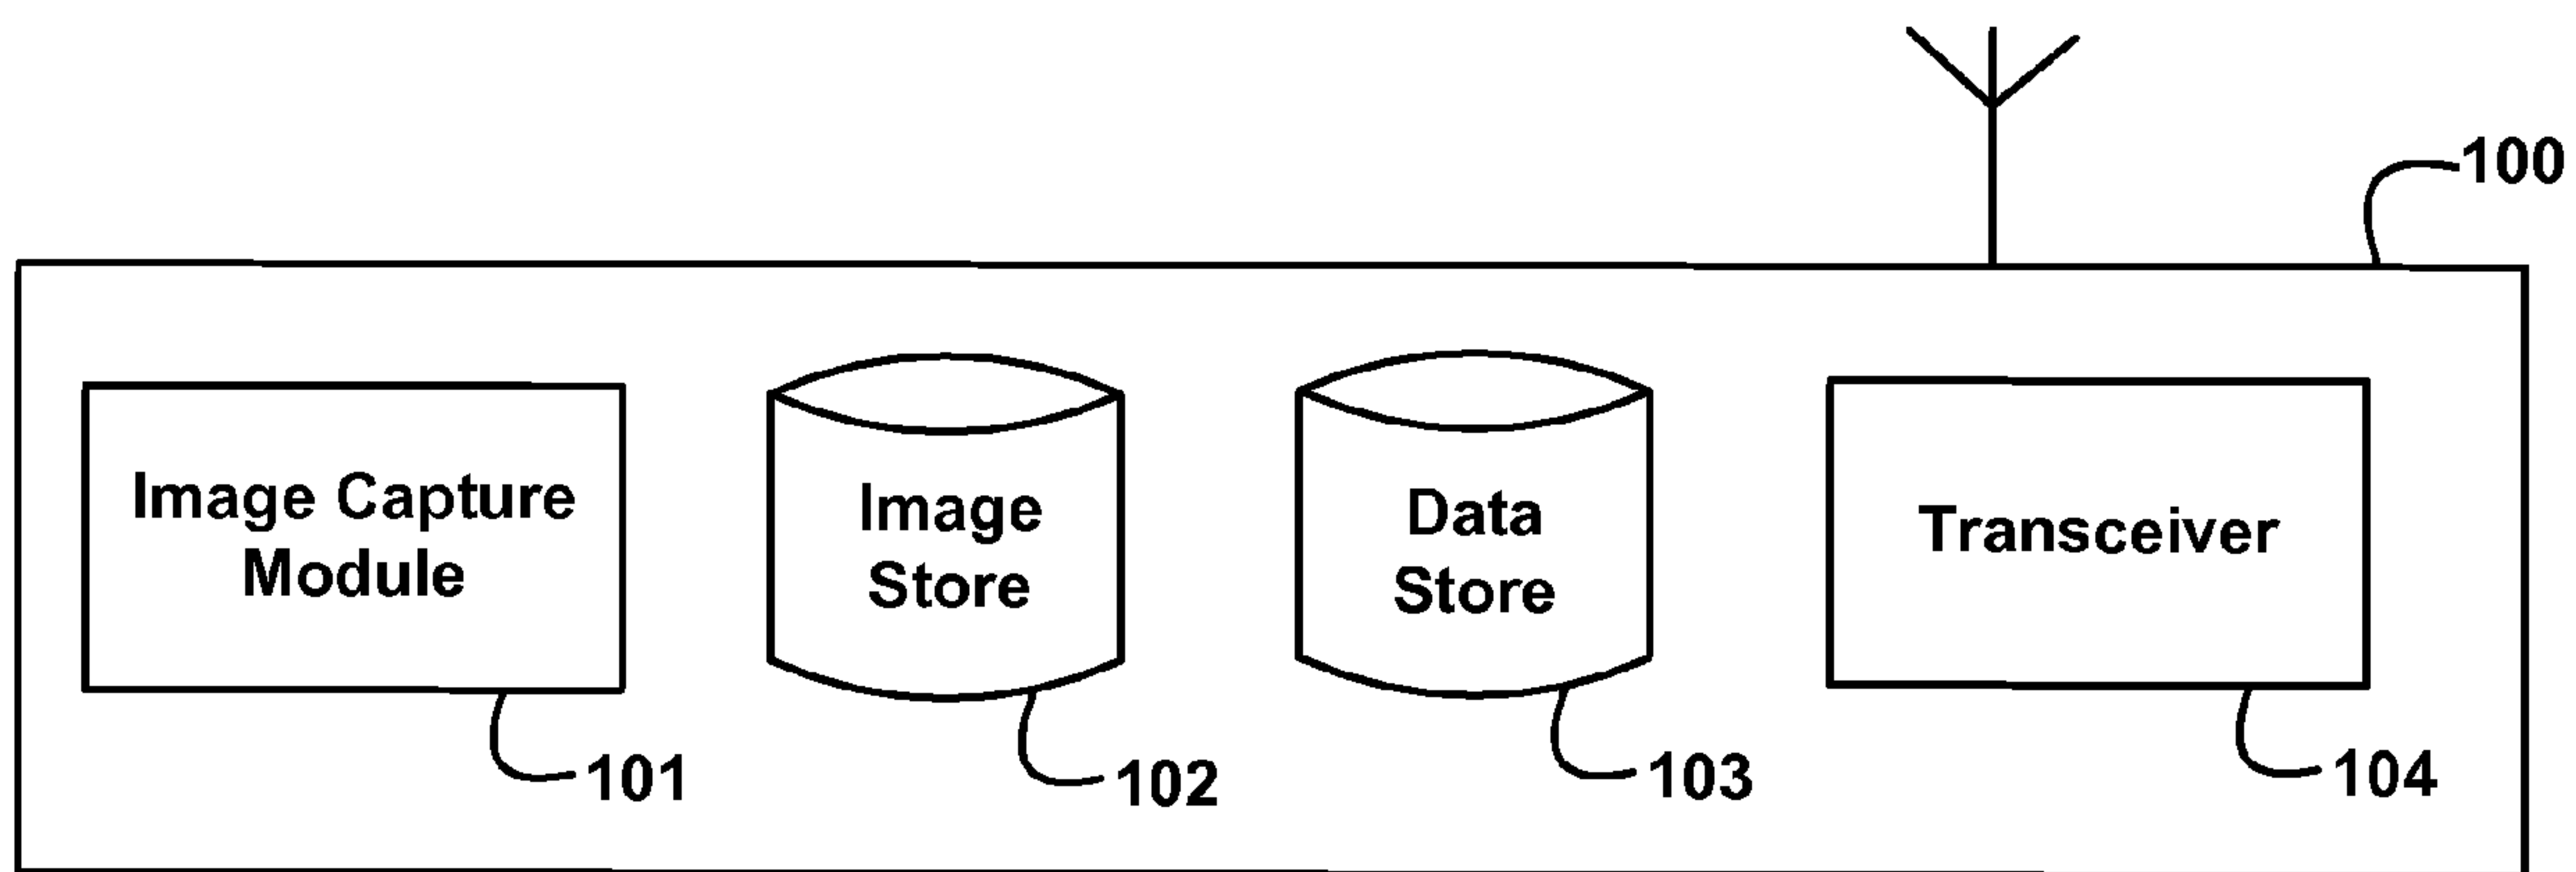 100
Image Capture
Module
Image
Store
Data
Store
Transceiver
101
102
103
104